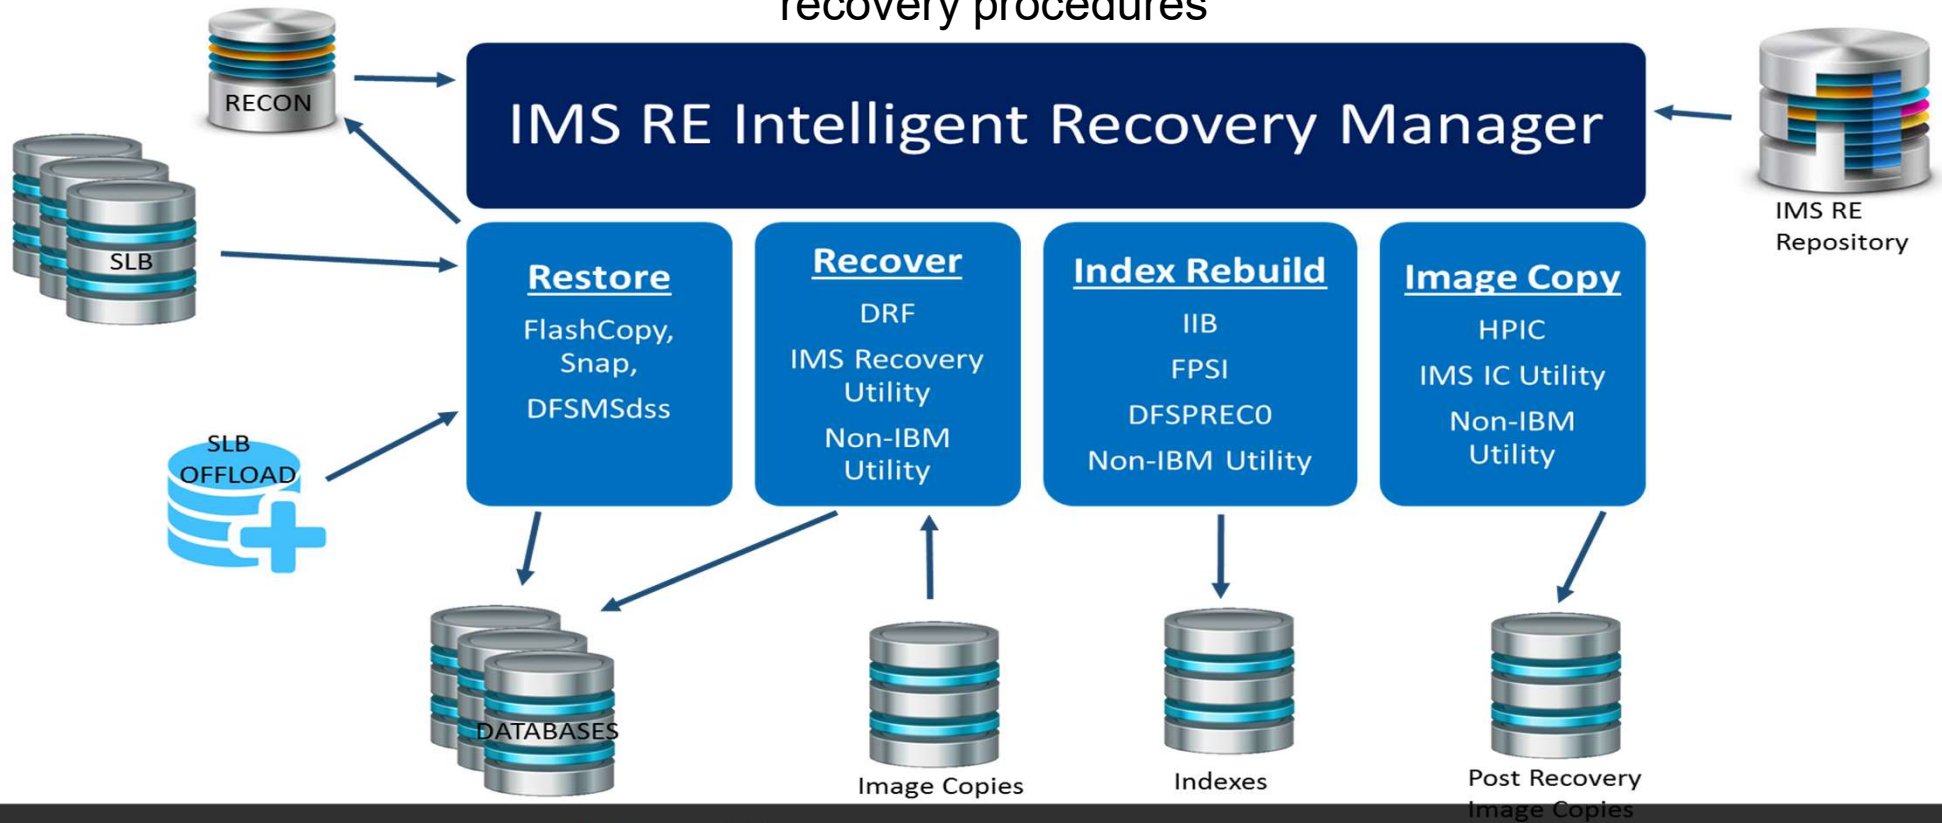 recovery procedures
RECON
IMS RE Intelligent Recovery Manager
IMS RE
Repository
SLB
SLB
OFFLOAD
Restore
FlashCopy,
Snap,
DFSMSdss
Recover
DRF
IMS Recovery
Utility
Non-IBM
Utility
Index Rebuild
IIB
FPSI
DFSPREC0
Non-IBM Utility
Image Copy
HPIC
IMS IC Utility
Non-IBM
Utility
DATABASES
Image Copies
Indexes
Post Recovery
Image Copies